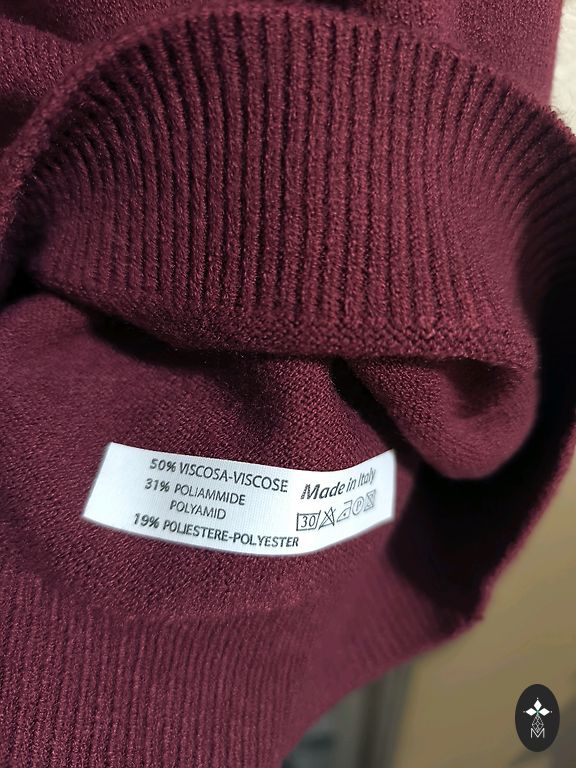 50% VISCOSA-VISCOSE
31% POLIAMMIDE
POLYAMID
19% POLIESTERE-POLYESTER
Made in Italy
30
M